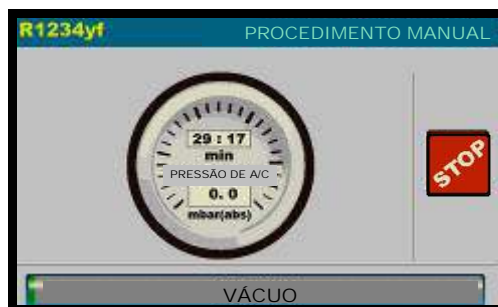 R1234yf
PROCEDIMENTO MANUAL
29 : 17
min
PRESSÃO DE A/C
0. 0
mbar(abs)
STOP
VÁCUO